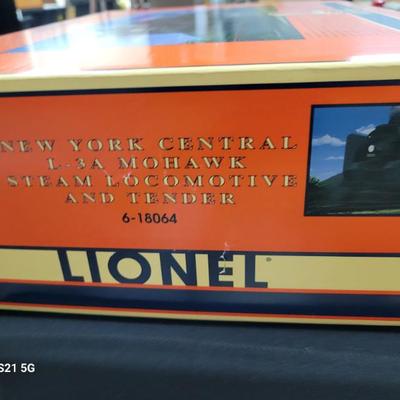 NEW YORK CENTRAL
L-3A MOHAWK
STEAM LOCOMOTIVE
AND TENDER
6-18064
LIONEL
S21 5G